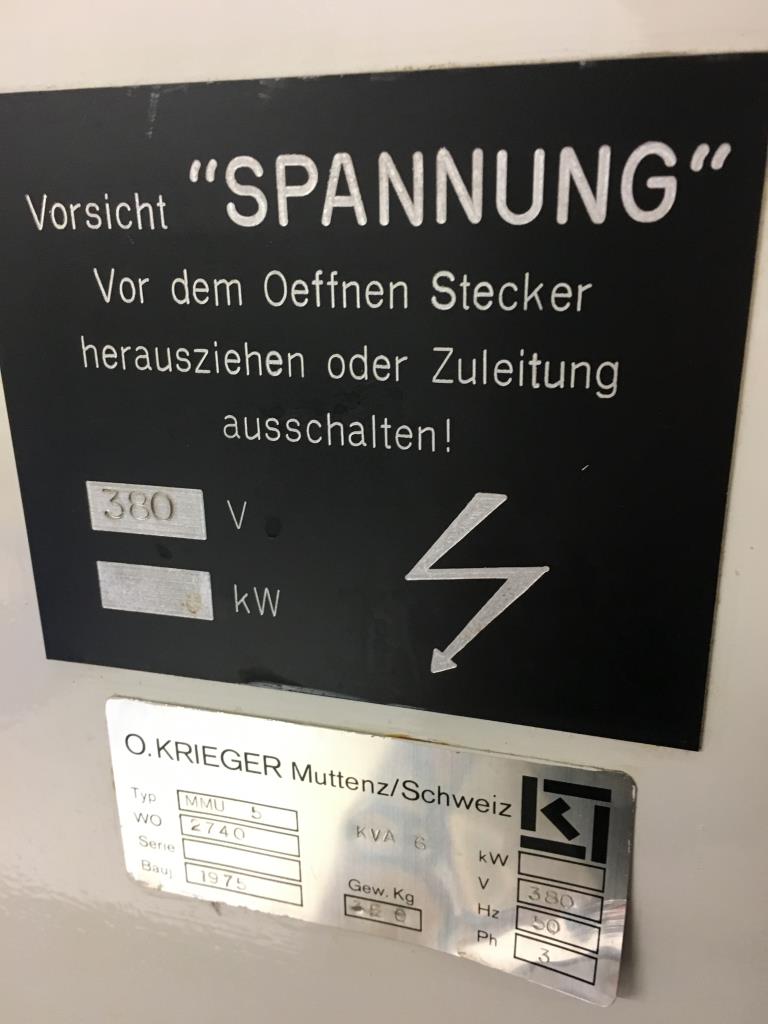 Vorsicht "SPANNUNG"
Vor dem Oeffnen Stecker
herausziehen oder Zuleitung
ausschalten!
380 V
kW
O.KRIEGER Muttenz/Schweiz
Typ MMU 5
WO 2740
Serie
Bauj 1975
KVA 6
Gew. Kg
kW
V 380
Hz 50
Ph 3